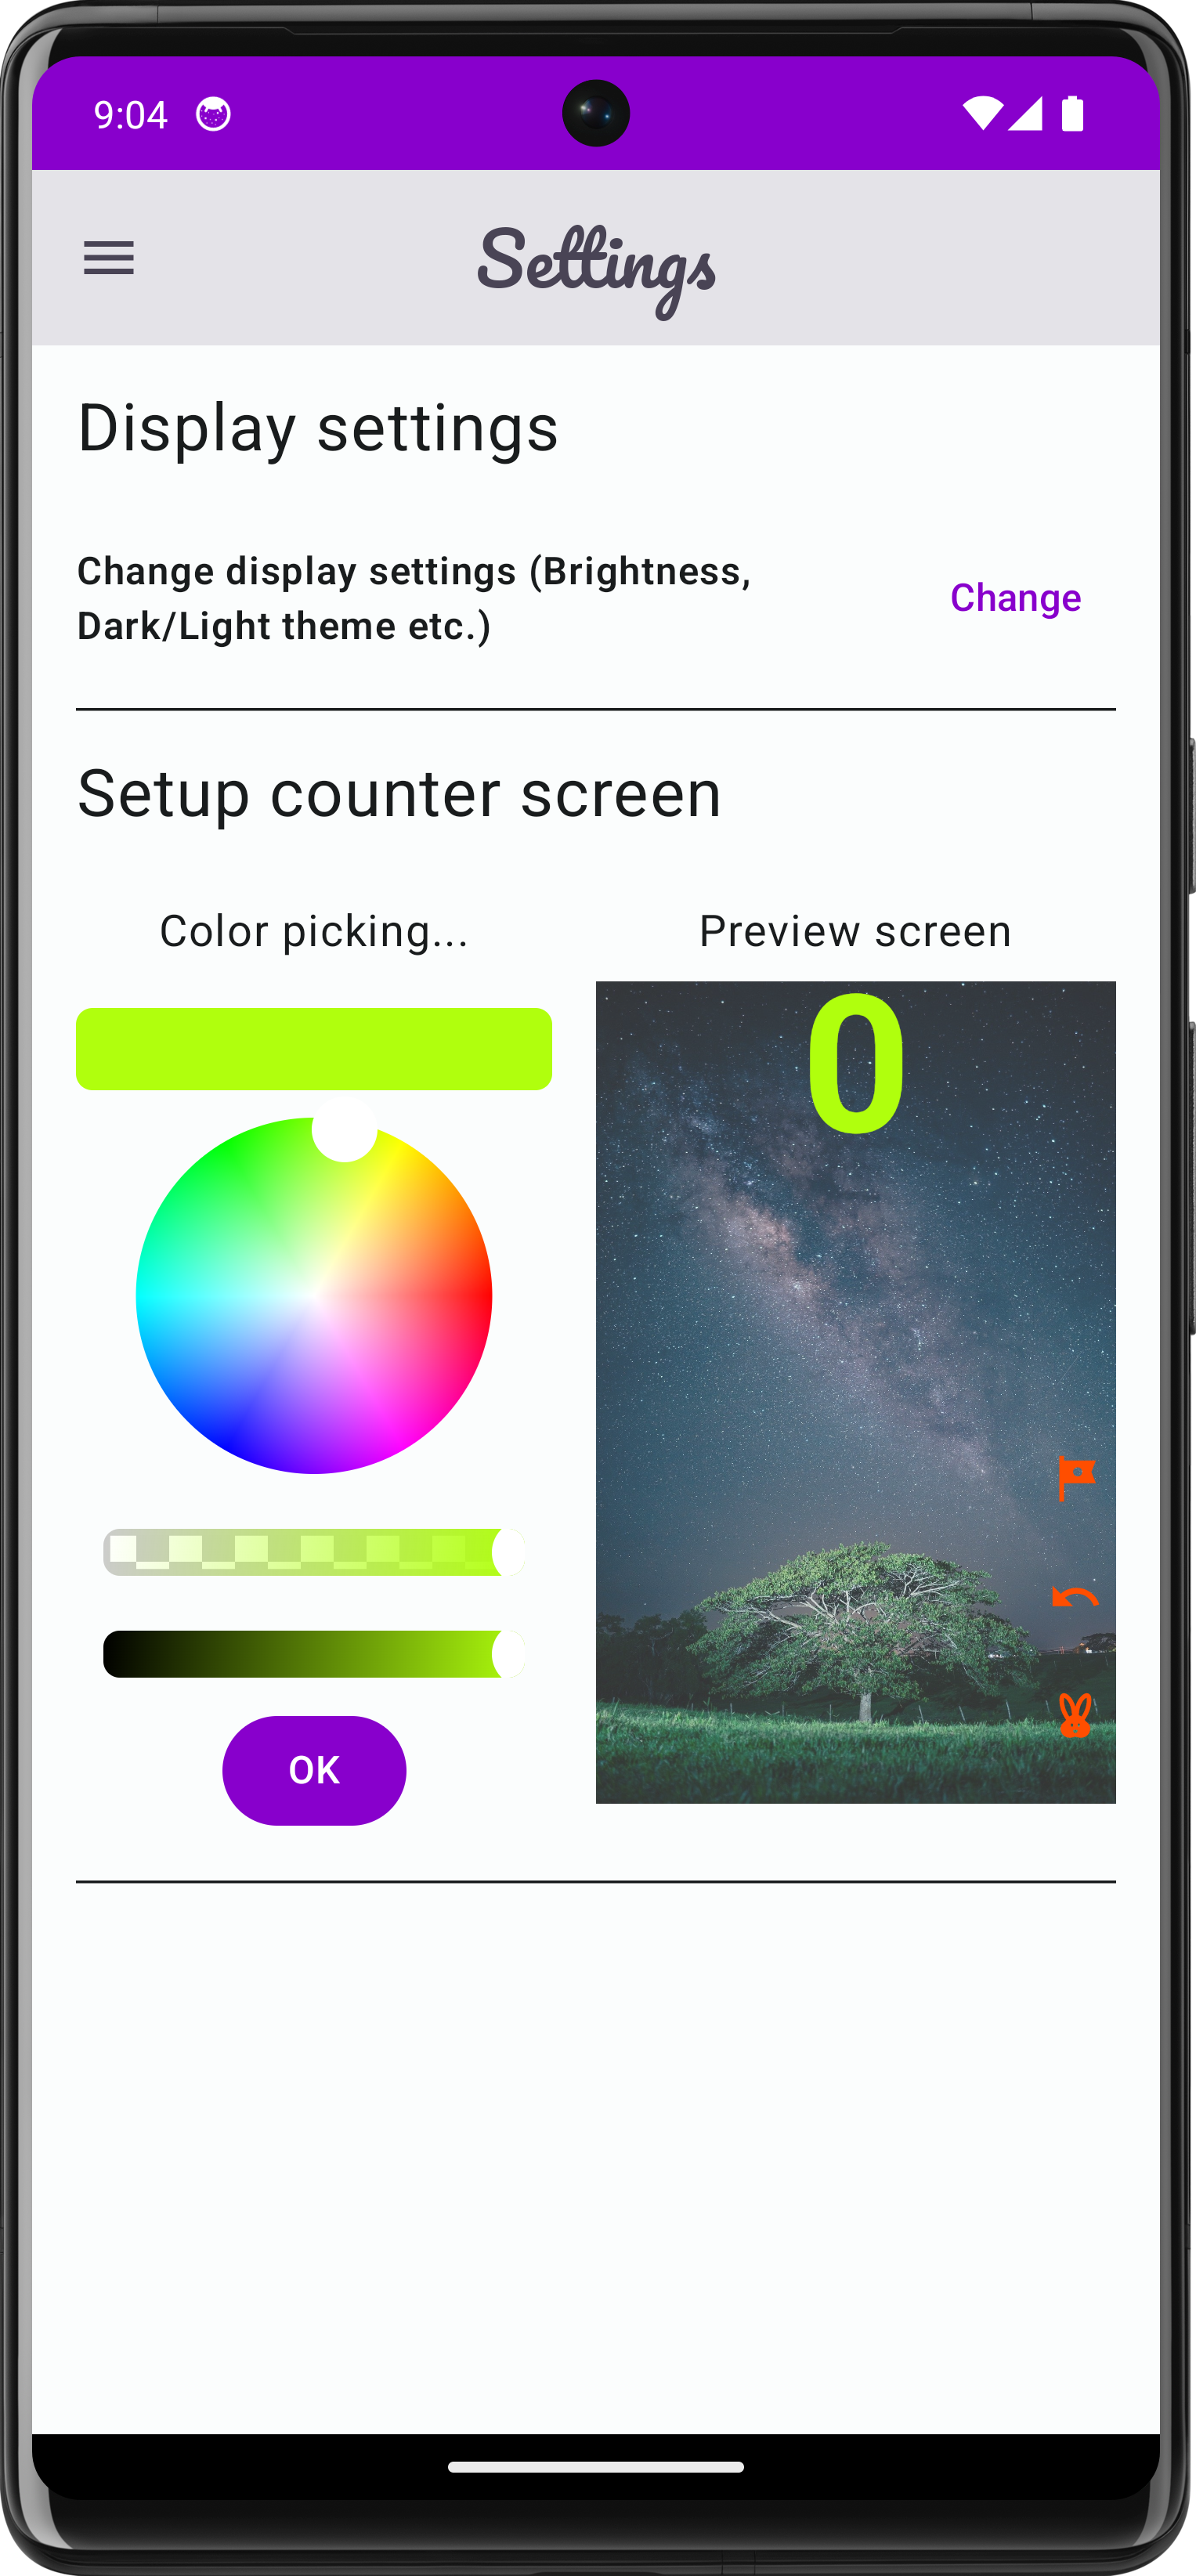 9:04
Settings
Display settings
Change display settings (Brightness,
Dark/Light theme etc.)
Change
Setup counter screen
Color picking...
Preview screen
0
OK